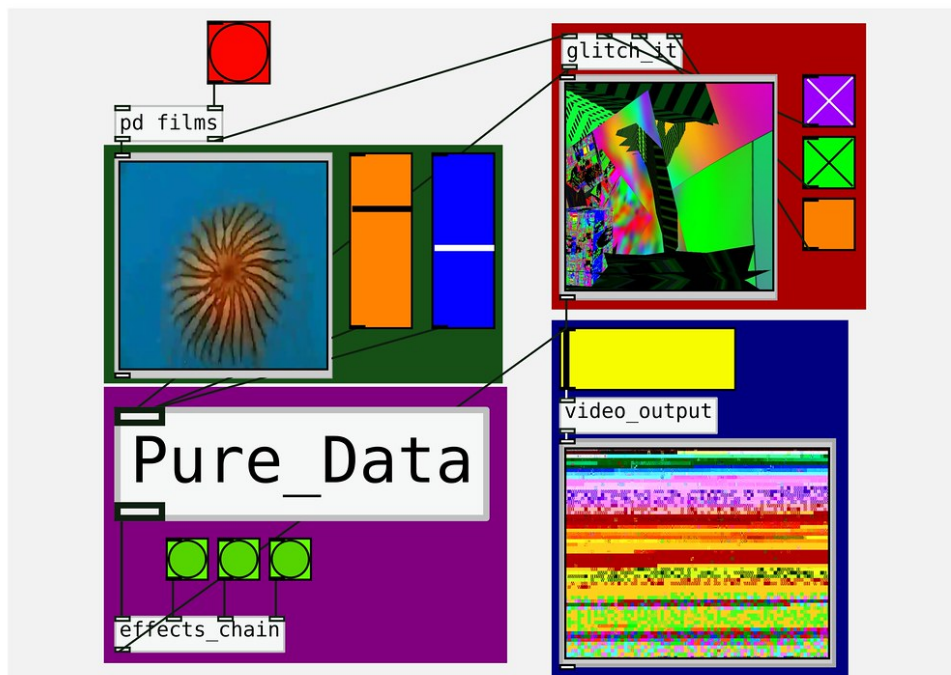 pd films
glitch_it
Pure_Data
video_output
effects_chain